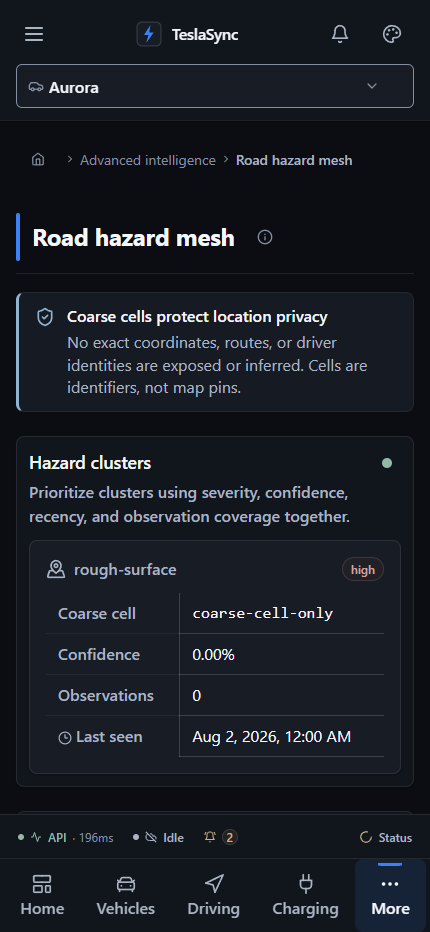 TeslaSync
Aurora
Advanced intelligence
Road hazard mesh
Road hazard mesh
Coarse cells protect location privacy
No exact coordinates, routes, or driver
identities are exposed or inferred. Cells are
identifiers, not map pins.
Hazard clusters
Prioritize clusters using severity, confidence,
recency, and observation coverage together.
rough-surface high
Coarse cell coarse-cell-only
Confidence 0.00%
Observations 0
Last seen Aug 2, 2026, 12:00 AM
API · 196ms Idle 2 Status
Home Vehicles Driving Charging More